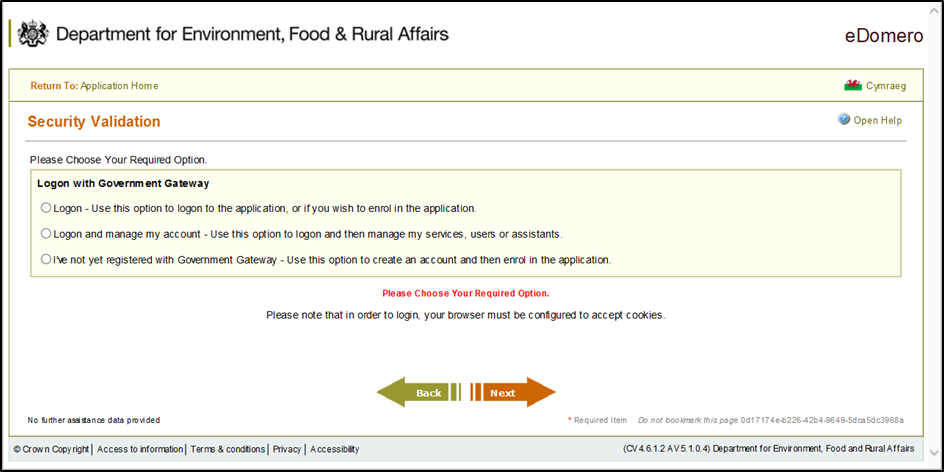 Department for Environment, Food & Rural Affairs
eDomero
Return To: Application Home
Cymraeg
Security Validation
Open Help
Please Choose Your Required Option.
Logon with Government Gateway
Logon - Use this option to logon to the application, or if you wish to enrol in the application.
Logon and manage my account - Use this option to logon and then manage my services, users or assistants.
I've not yet registered with Government Gateway - Use this option to create an account and then enrol in the application.
Please Choose Your Required Option.
Please note that in order to login, your browser must be configured to accept cookies.
Back
Next
No further assistance data provided
* Required Item Do not bookmark this page 0d17174e-b226-42b4-9649-5dca5dc3968a
© Crown Copyright| Access to information| Terms & conditions| Privacy| Accessibility
(CV4.6.1.2 AV5.1.0.4) Department for Environment, Food and Rural Affairs